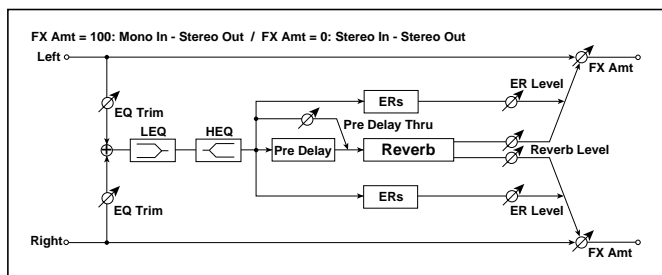 FX Amt = 100: Mono In - Stereo Out / FX Amt = 0: Stereo In - Stereo Out
Left
FX Amt
ER Level
ERs
EQ Trim
Pre Delay Thru
LEQ
HEQ
Pre Delay
Reverb
Reverb Level
EQ Trim
ERs
ER Level
Right
FX Amt